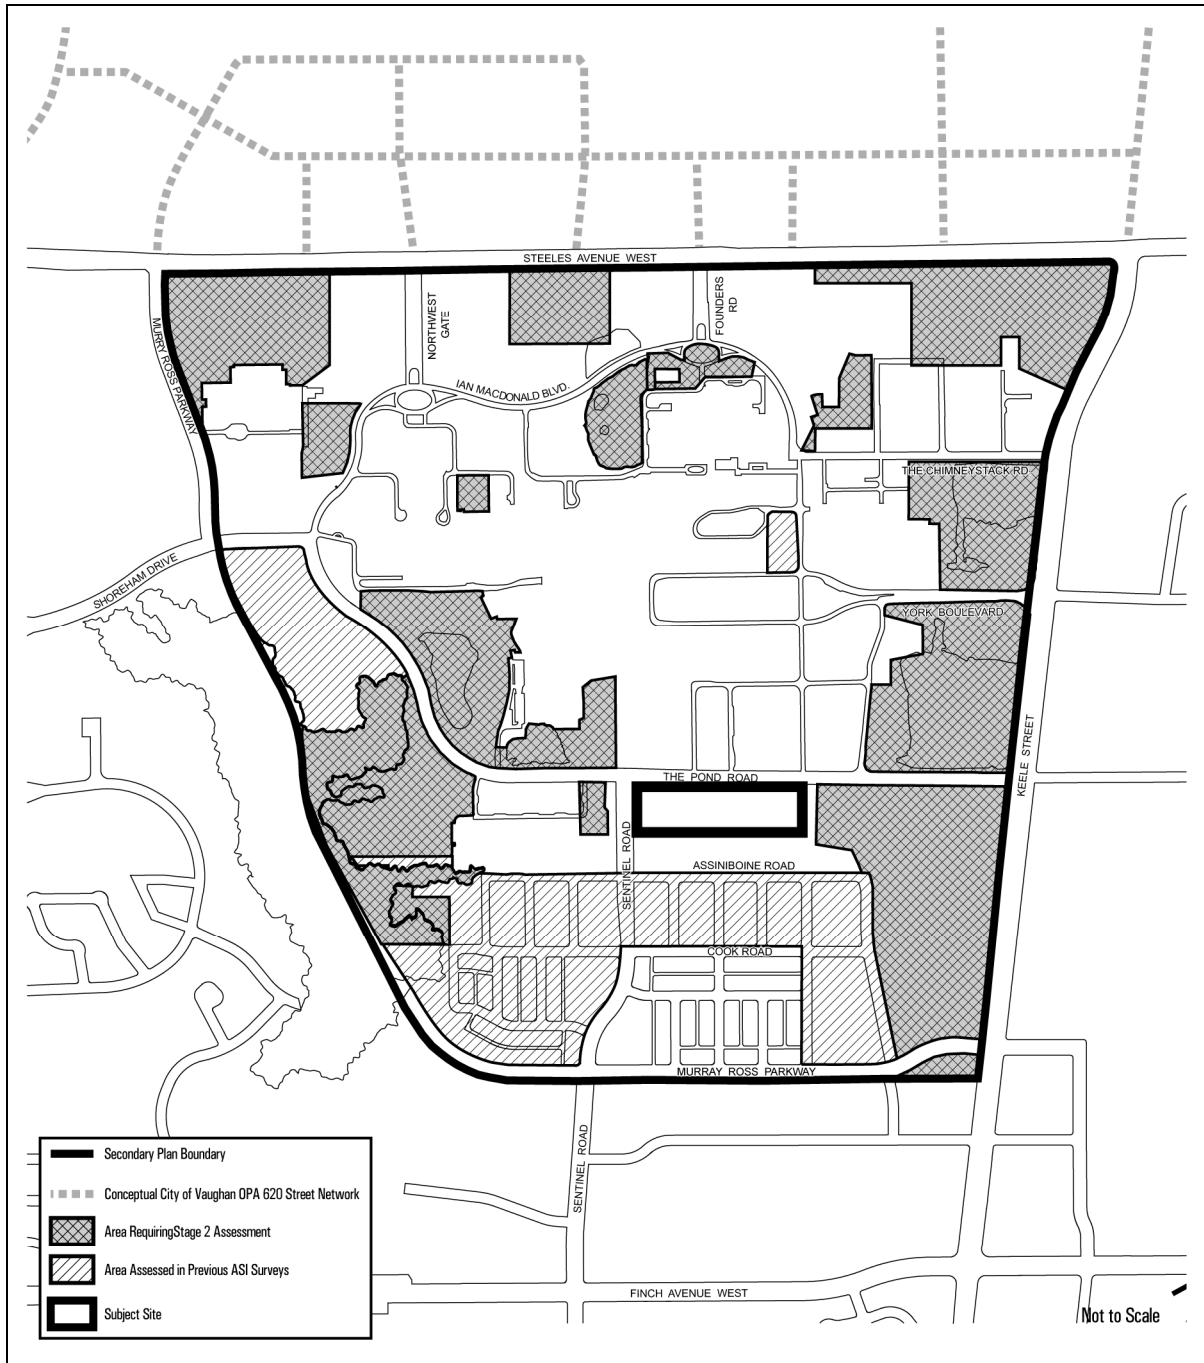 STEELES AVENUE WEST
NORTHWEST
GATE
FOUNDERS
RD
MURRY ROSS PARKWAY
IAN MACDONALD BLVD.
THE CHIMNEYSTACK RD
SHOREHAM DRIVE
YORK BOULEVARD
KEELE STREET
THE POND ROAD
SENTINEL ROAD
ASSINIBOINE ROAD
COOK ROAD
MURRAY ROSS PARKWAY
SENTINEL ROAD
FINCH AVENUE WEST
Secondary Plan Boundary
Conceptual City of Vaughan OPA 620 Street Network
Area RequiringStage 2 Assessment
Area Assessed in Previous ASI Surveys
Subject Site
Not to Scale